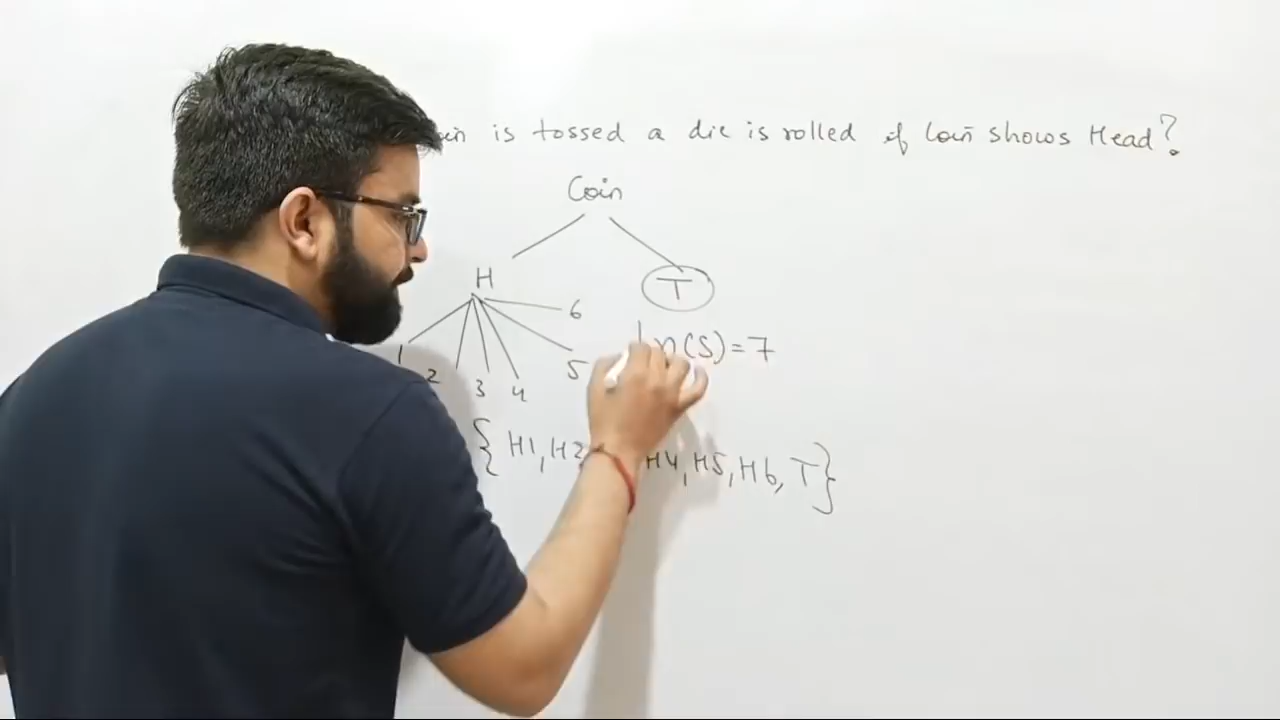 is tossed a die is rolled if Coin shows Head?
Coin
H T
6
1 2 3 4 5
n(S)=7
{H1, H2 H4, H5, H6, T}